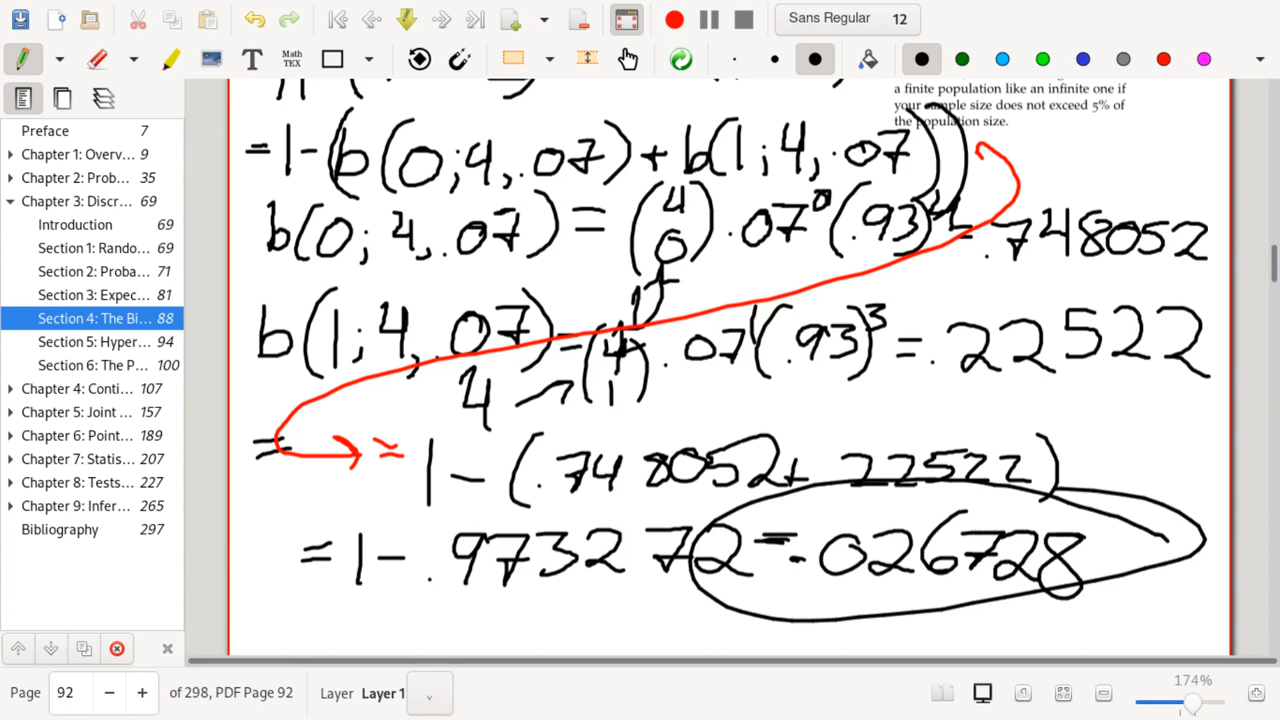 Sans Regular 12
T Math TEX
Preface 7
Chapter 1: Overv... 9
Chapter 2: Prob... 35
Chapter 3: Discr... 69
Introduction 69
Section 1: Rando... 69
Section 2: Proba... 71
Section 3: Expec... 81
Section 4: The Bi... 88
Section 5: Hyper... 94
Section 6: The P... 100
Chapter 4: Conti... 107
Chapter 5: Joint ... 157
Chapter 6: Point... 189
Chapter 7: Statis... 207
Chapter 8: Tests... 227
Chapter 9: Infer... 265
Bibliography 297
a finite population like an infinite one if
your sample size does not exceed 5% of
the population size.
= 1 - (b(0; 4, .07) + b(1; 4, .07))
b(0; 4, .07) = (4 0) .07^0 (.93)^4 = .748052
b(1; 4, .07) = (4 1) .07^1 (.93)^3 = .22522
4
= ≈ 1 - (.748052 + .22522)
= 1 - .973272 = .026728
Page 92 of 298, PDF Page 92 Layer Layer 1
174%